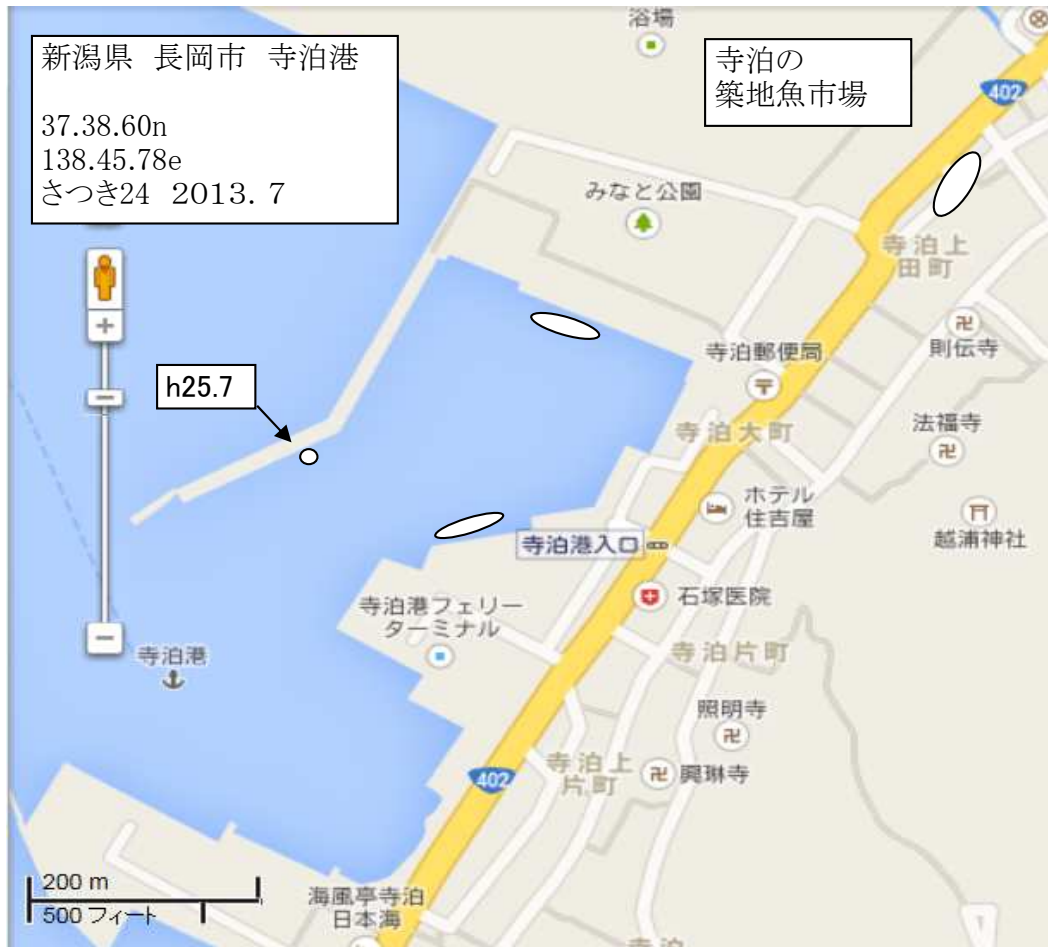 新潟県 長岡市 寺泊港
37.38.60n
138.45.78e
さつき24 2013.7
浴場
寺泊の
築地魚市場
402
みなと公園
寺泊上
田町
則伝寺
寺泊郵便局
h25.7
寺泊大町
法福寺
ホテル
住吉屋
越浦神社
寺泊港入口
石塚医院
寺泊港フェリー
ターミナル
寺泊片町
寺泊港
照明寺
寺泊上
片町
興琳寺
402
200 m
500 フィート
海風亭寺泊
日本海
寺泊